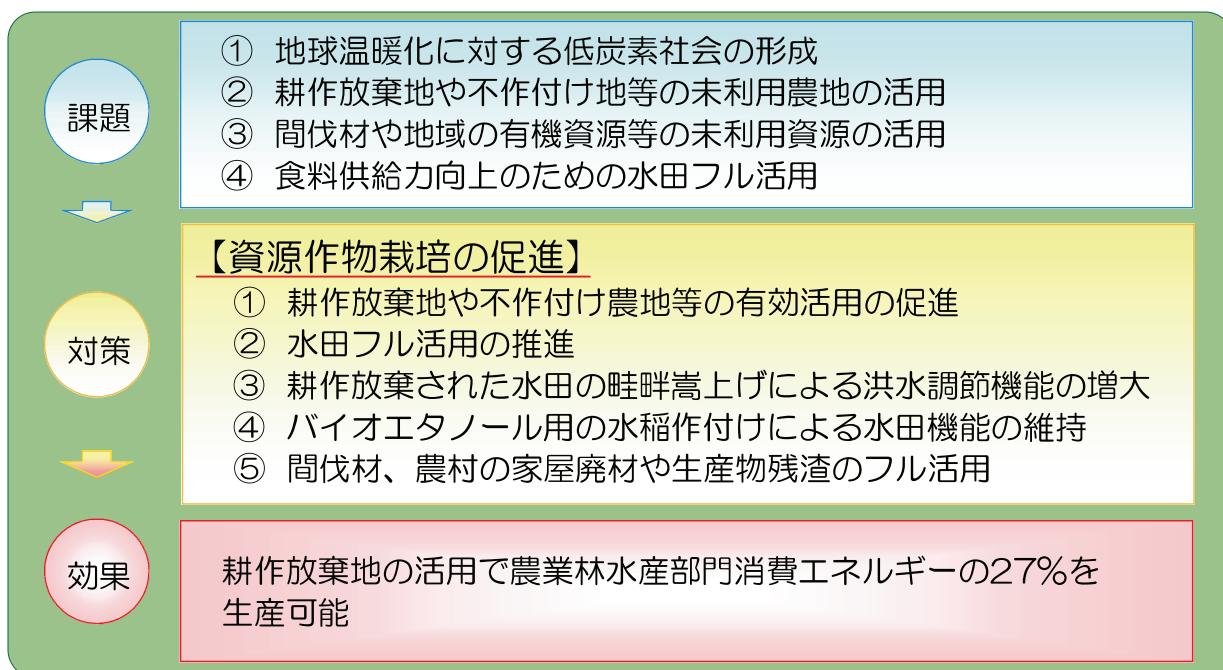 課題
① 地球温暖化に対する低炭素社会の形成
② 耕作放棄地や不作付け地等の未利用農地の活用
③ 間伐材や地域の有機資源等の未利用資源の活用
④ 食料供給力向上のための水田フル活用
対策
【資源作物栽培の促進】
① 耕作放棄地や不作付け農地等の有効活用の促進
② 水田フル活用の推進
③ 耕作放棄された水田の畦畔嵩上げによる洪水調節機能の増大
④ バイオエタノール用の水稲作付けによる水田機能の維持
⑤ 間伐材、農村の家屋廃材や生産物残渣のフル活用
効果
耕作放棄地の活用で農業林水産部門消費エネルギーの27%を
生産可能